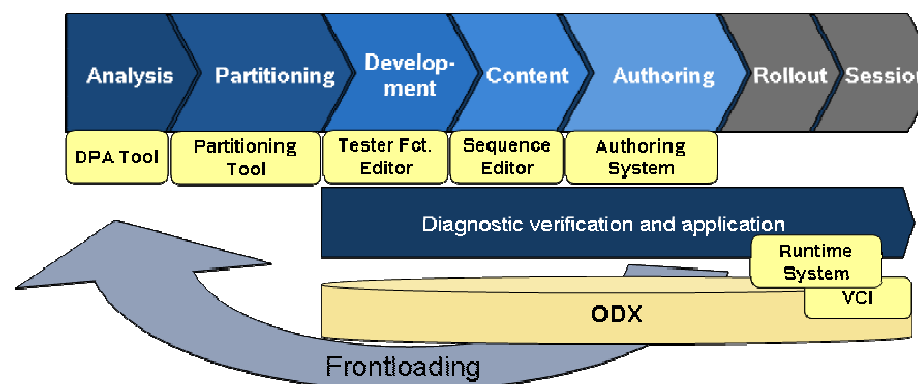 Analysis
Partitioning
Develop-
ment
Content
Authoring
Rollout
Session
DPA Tool
Partitioning
Tool
Tester Fct.
Editor
Sequence
Editor
Authoring
System
Diagnostic verification and application
Runtime
System
VCI
ODX
Frontloading